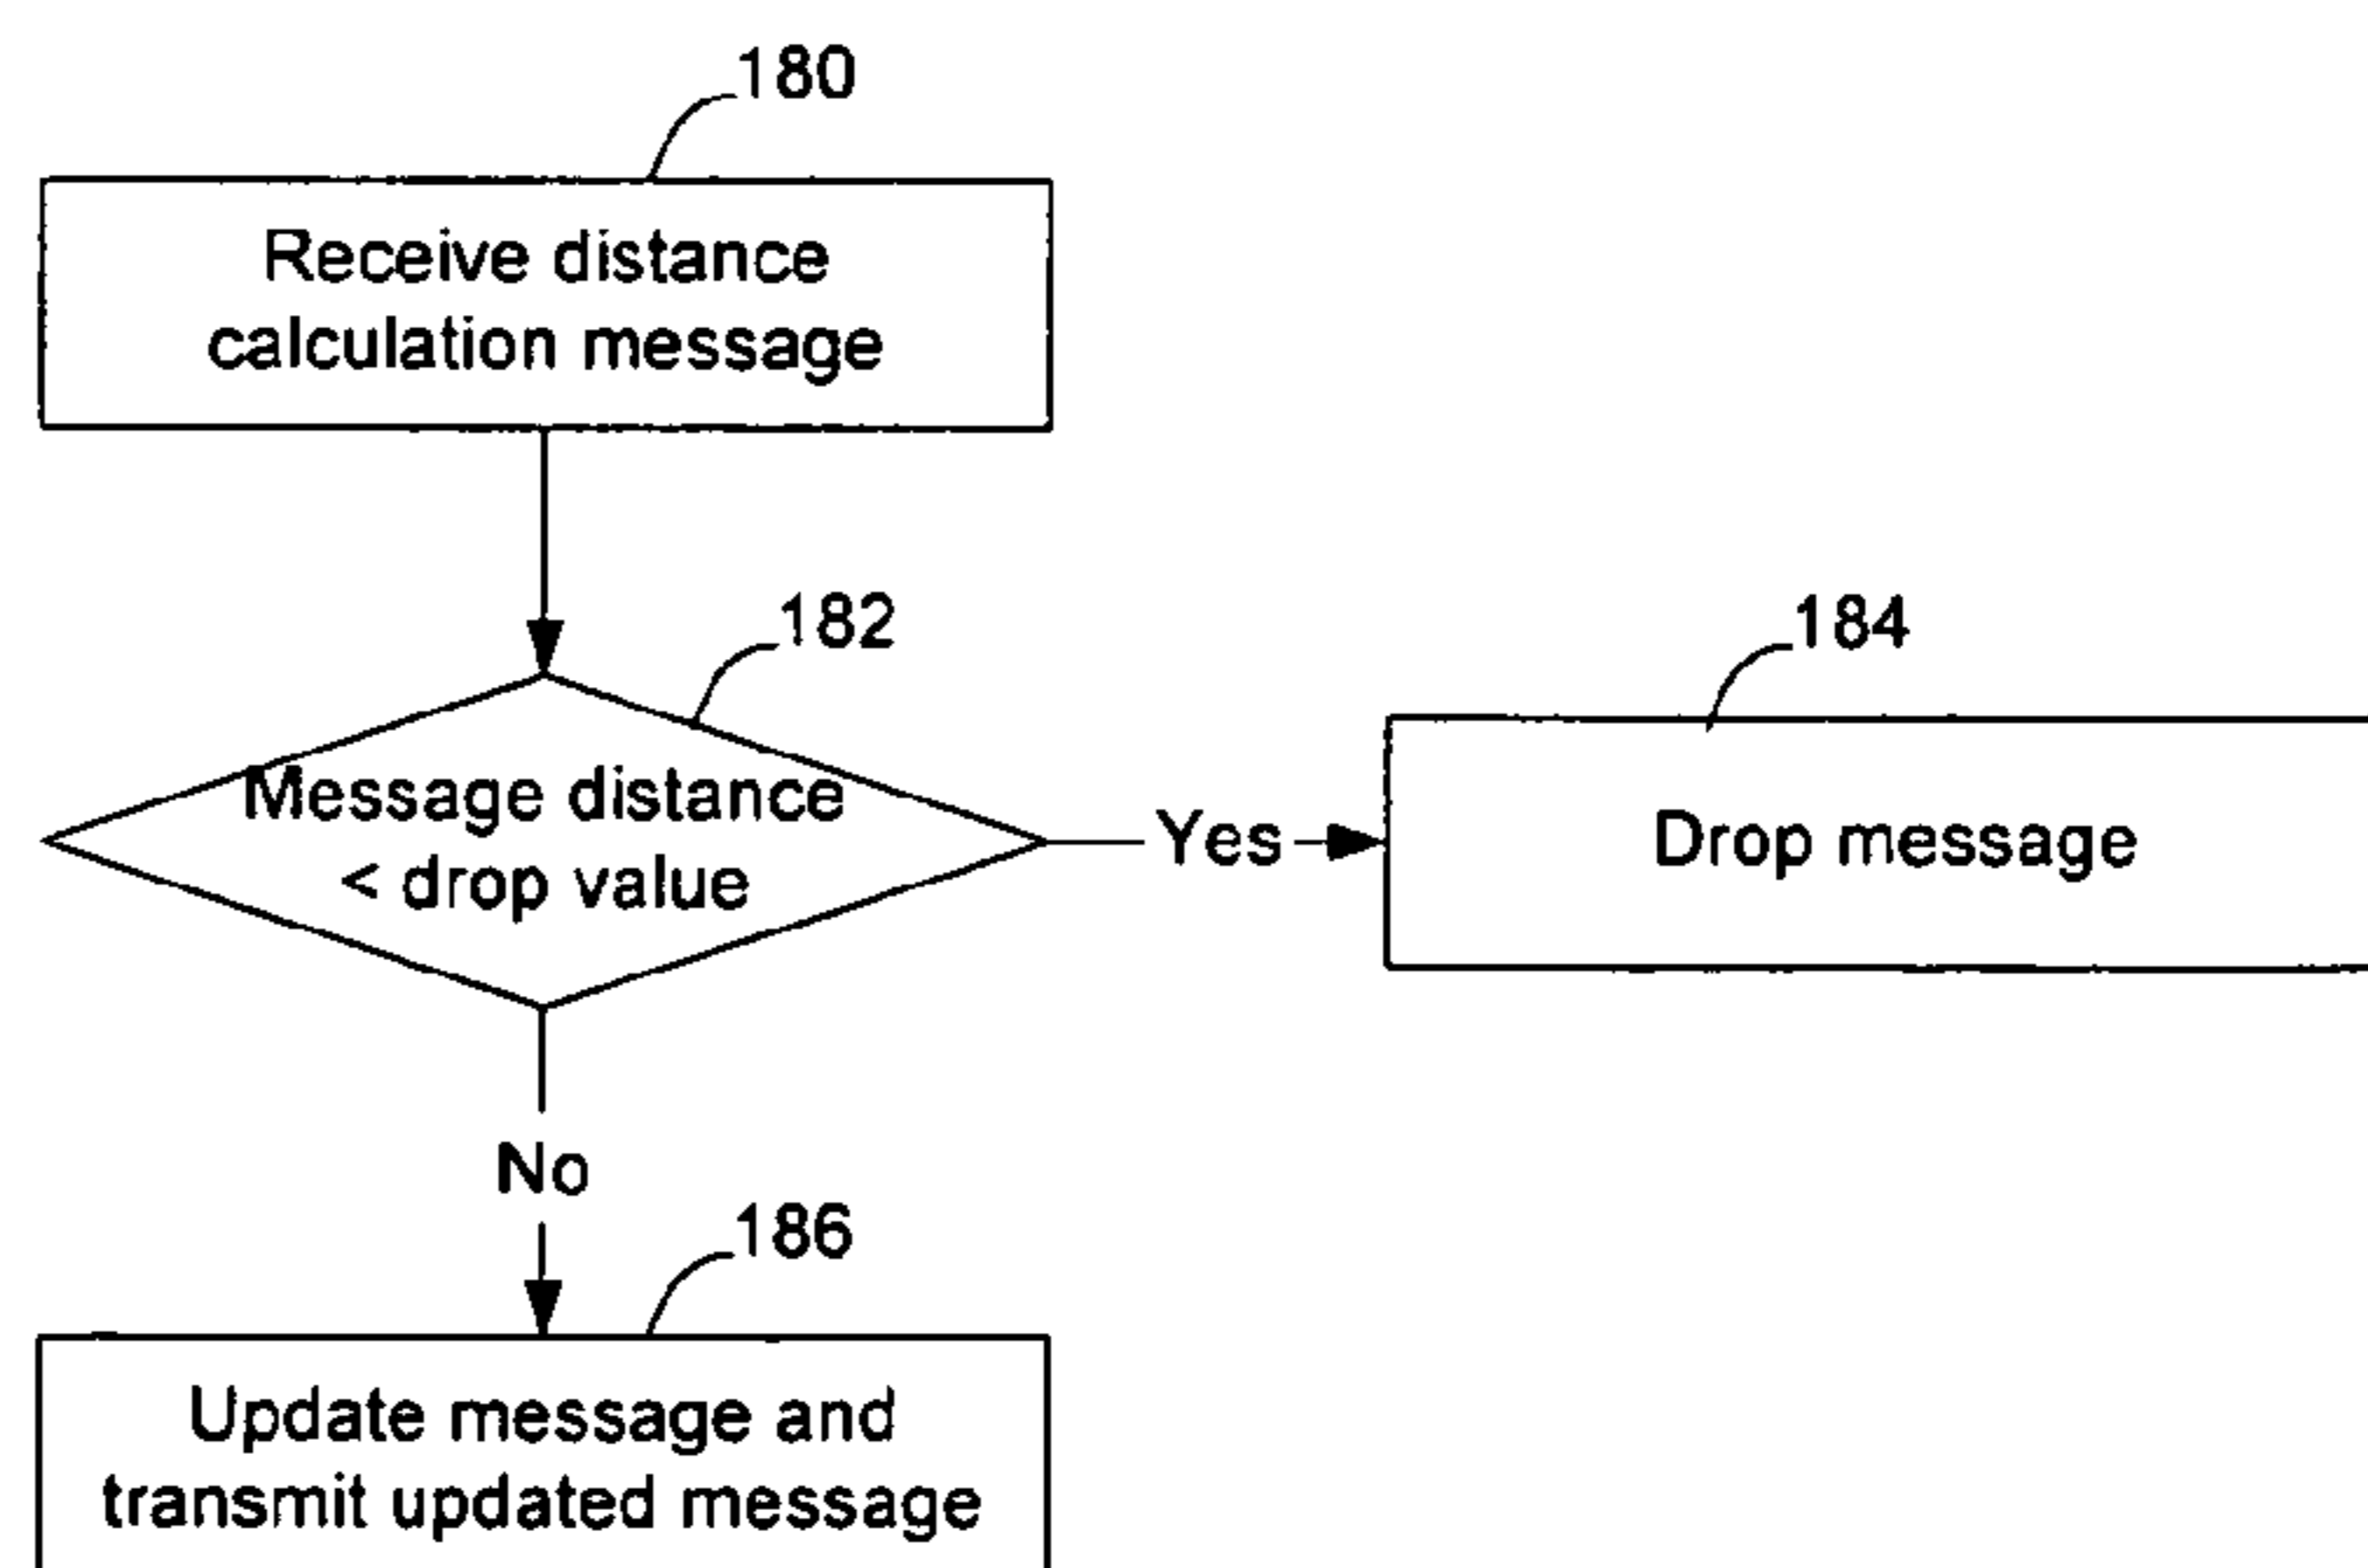 180
Receive distance
calculation message
182
Message distance
< drop value
Yes
184
Drop message
No
186
Update message and
transmit updated message